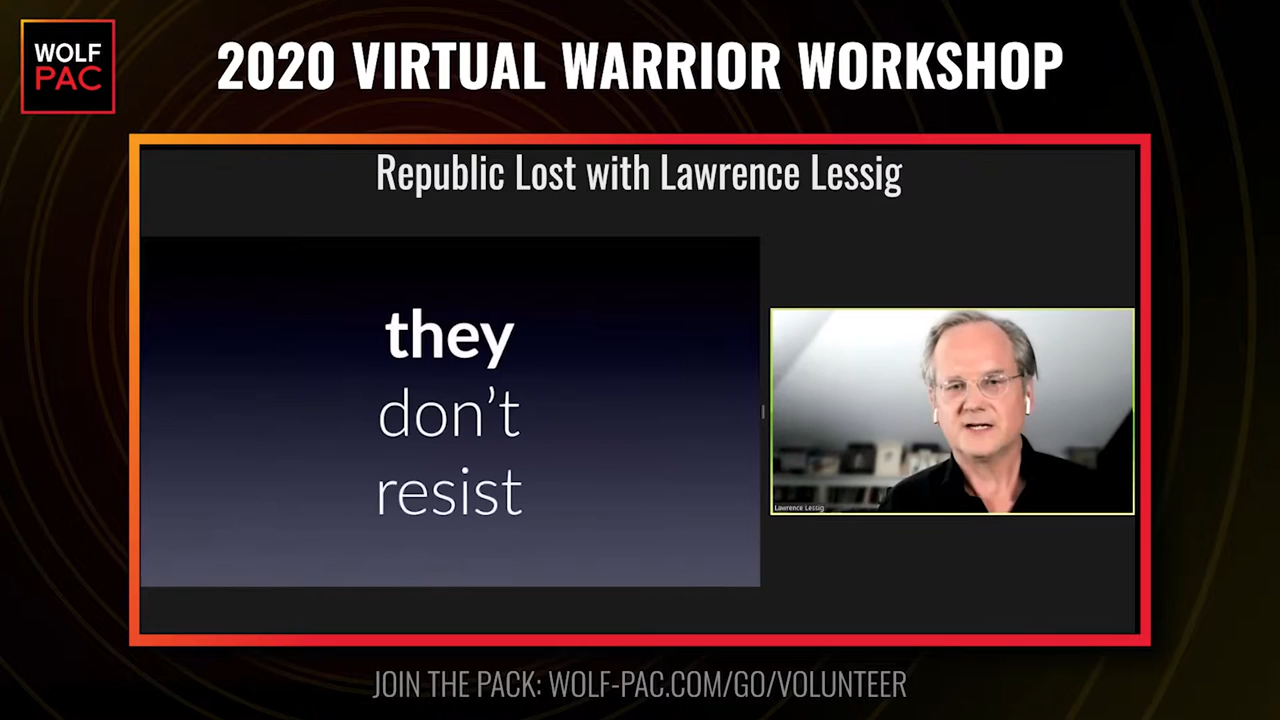 WOLF
PAC
2020 VIRTUAL WARRIOR WORKSHOP
Republic Lost with Lawrence Lessig
they
don’t
resist
Lawrence Lessig
JOIN THE PACK: WOLF-PAC.COM/GO/VOLUNTEER